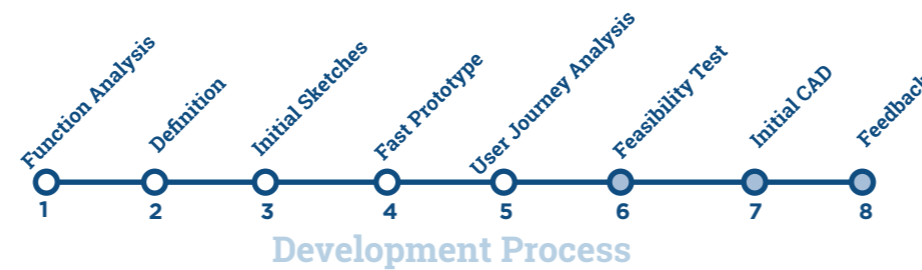 Function Analysis
Definition
Initial Sketches
Fast Prototype
User Journey Analysis
Feasibility Test
Initial CAD
Feedback
1 2 3 4 5 6 7 8
Development Process